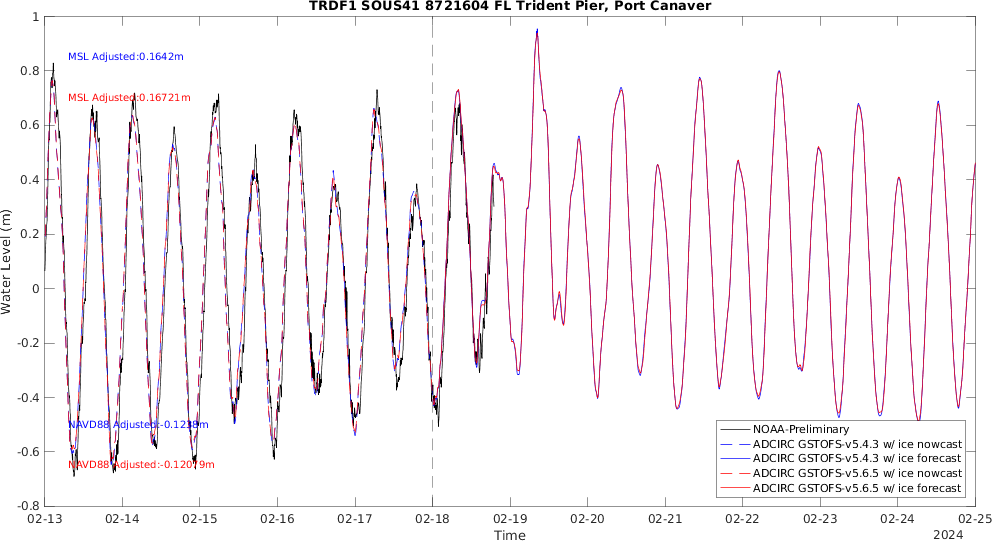 TRDF1 SOUS41 8721604 FL Trident Pier, Port Canaver
MSL Adjusted:0.1642m
MSL Adjusted:0.16721m
NAVD88 Adjusted:-0.1238m
NAVD88 Adjusted:-0.12079m
Water Level (m)
1
0.8
0.6
0.4
0.2
0
-0.2
-0.4
-0.6
-0.8
NOAA-Preliminary
ADCIRC GSTOFS-v5.4.3 w/ ice nowcast
ADCIRC GSTOFS-v5.4.3 w/ ice forecast
ADCIRC GSTOFS-v5.6.5 w/ ice nowcast
ADCIRC GSTOFS-v5.6.5 w/ ice forecast
02-13 02-14 02-15 02-16 02-17 02-18 02-19 02-20 02-21 02-22 02-23 02-24 02-25
Time
2024